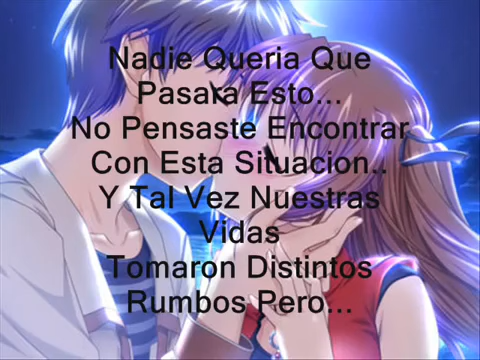 Nadie Queria Que
Pasara Esto...
No Pensaste Encontrar
Con Esta Situacion..
Y Tal Vez Nuestras
Vidas
Tomaron Distintos
Rumbos Pero...